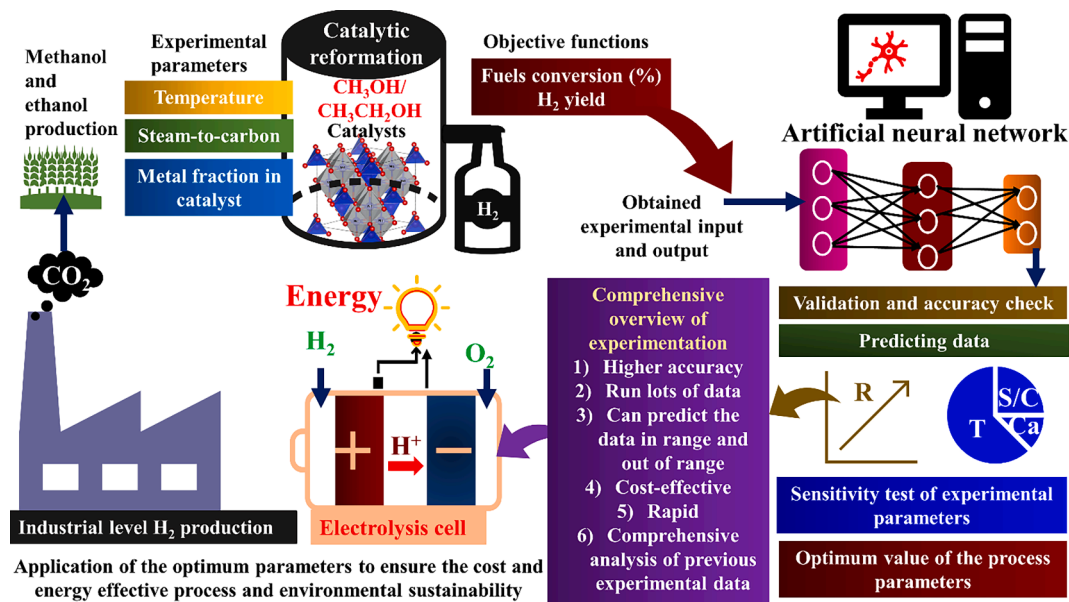 Methanol
and
ethanol
production
Experimental
parameters
Temperature
Steam-to-carbon
Metal fraction in
catalyst
Catalytic
reformation
CH₃OH/
CH₃CH₂OH
Catalysts
H₂
Objective functions
Fuels conversion (%)
H₂ yield
Obtained
experimental input
and output
Artificial neural network
Validation and accuracy check
Predicting data
R
S/C
Ca
T
Sensitivity test of experimental
parameters
Optimum value of the process
parameters
Comprehensive
overview of
experimentation
1) Higher accuracy
2) Run lots of data
3) Can predict the
data in range and
out of range
4) Cost-effective
5) Rapid
6) Comprehensive
analysis of previous
experimental data
Energy
H₂
O₂
+
H⁺
−
Electrolysis cell
CO₂
Industrial level H₂ production
Application of the optimum parameters to ensure the cost and
energy effective process and environmental sustainability